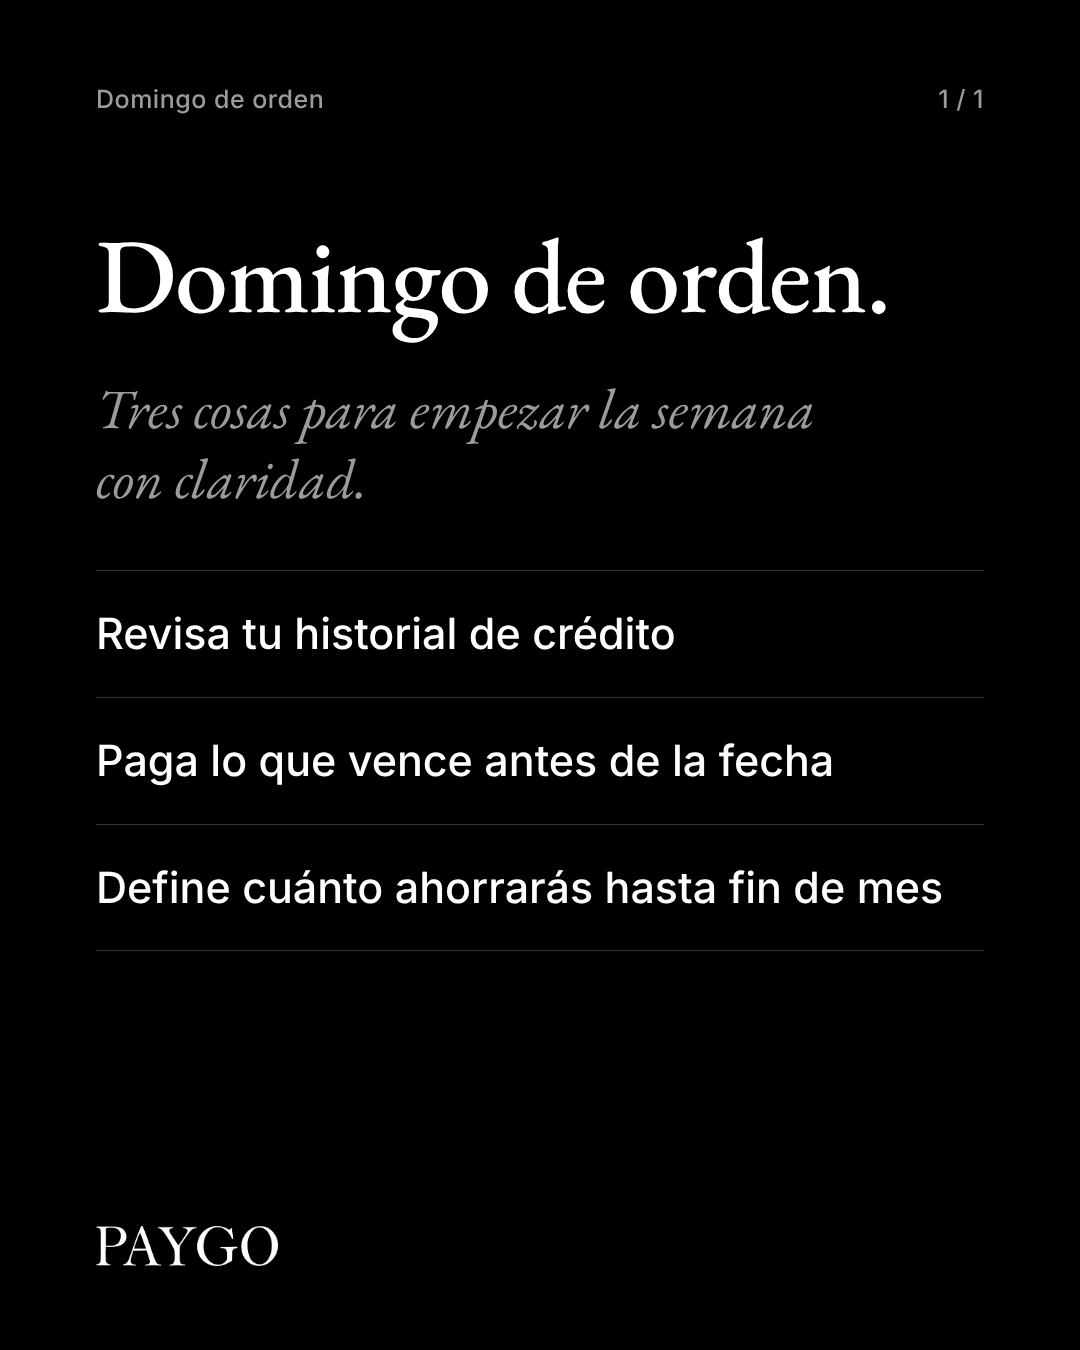 Domingo de orden
1 / 1
Domingo de orden.
Tres cosas para empezar la semana
con claridad.
Revisa tu historial de crédito
Paga lo que vence antes de la fecha
Define cuánto ahorrarás hasta fin de mes
PAYGO